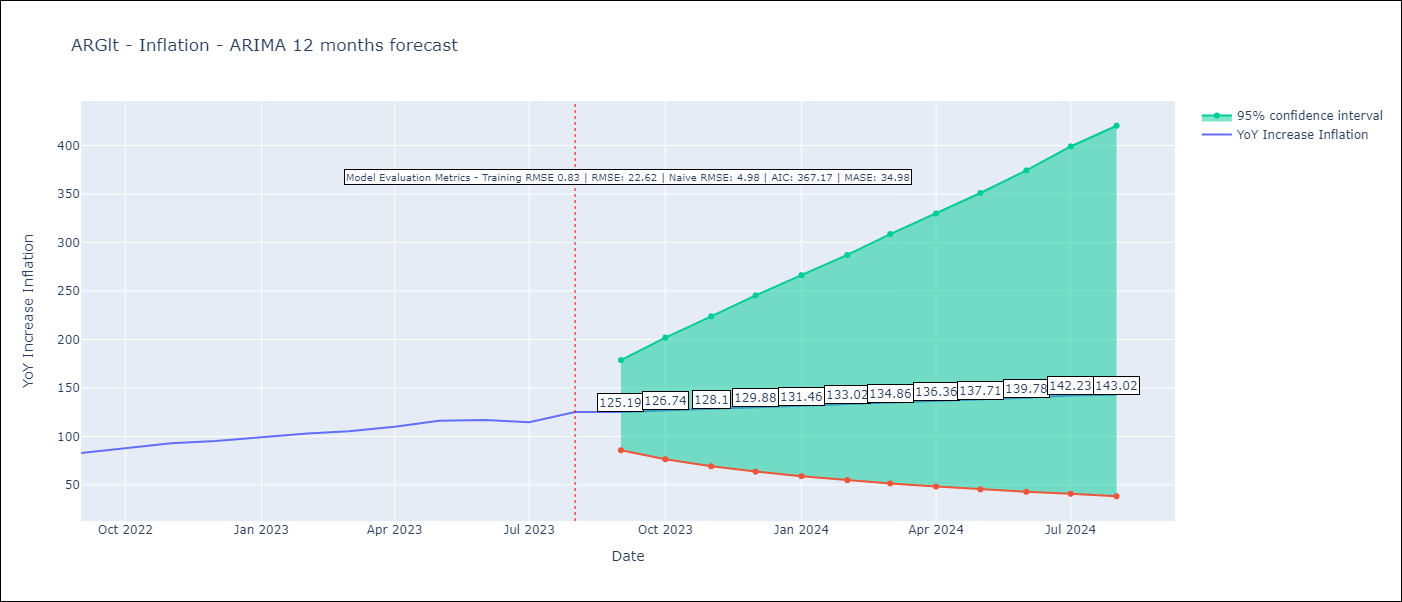 ARGlt - Inflation - ARIMA 12 months forecast
95% confidence interval
YoY Increase Inflation
Model Evaluation Metrics - Training RMSE 0.83 | RMSE: 22.62 | Naive RMSE: 4.98 | AIC: 367.17 | MASE: 34.98
YoY Increase Inflation
400
350
300
250
200
150
100
50
125.19
126.74
128.1
129.88
131.46
133.02
134.86
136.36
137.71
139.78
142.23
143.02
Oct 2022
Jan 2023
Apr 2023
Jul 2023
Oct 2023
Jan 2024
Apr 2024
Jul 2024
Date